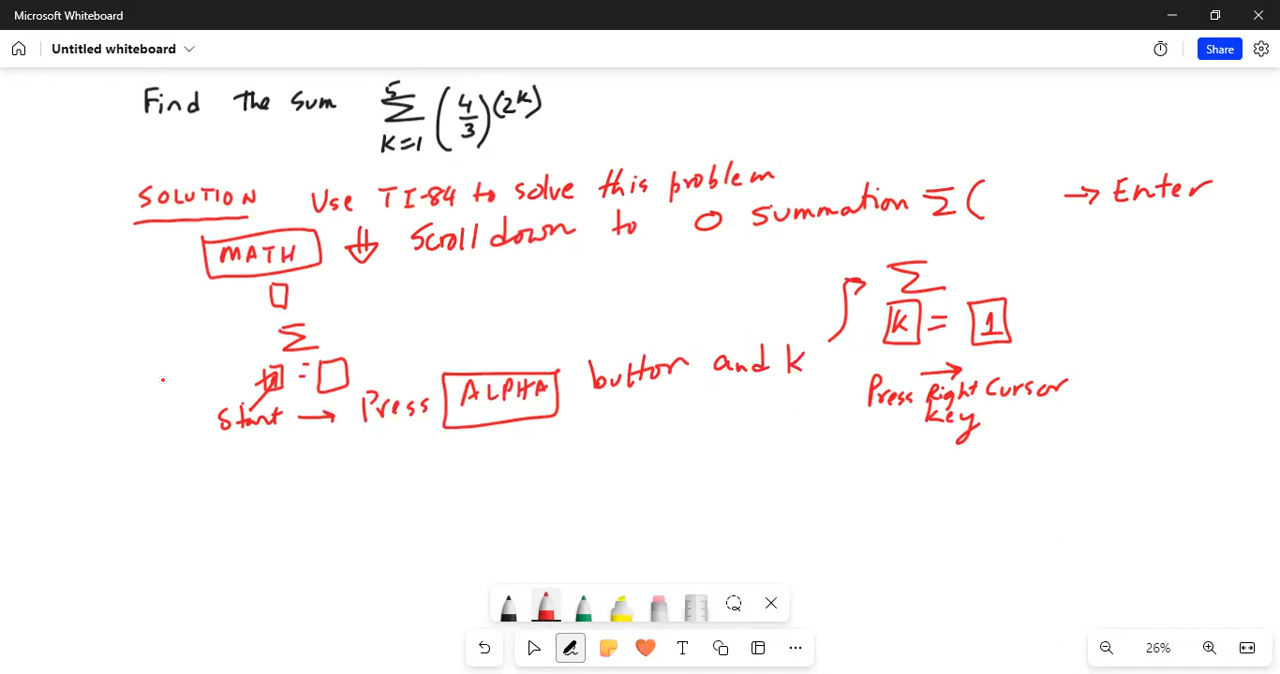 Microsoft Whiteboard
Untitled whiteboard
Share
Find the sum 5 Σ K=1 (4/3)(2^k)
SOLUTION Use TI-84 to solve this problem
MATH ⇓ Scroll down to 0 summation Σ( → Enter
Σ
Σ
k = 1
□ = □
Start → Press ALPHA button and k
Press Right Cursor
key
26%